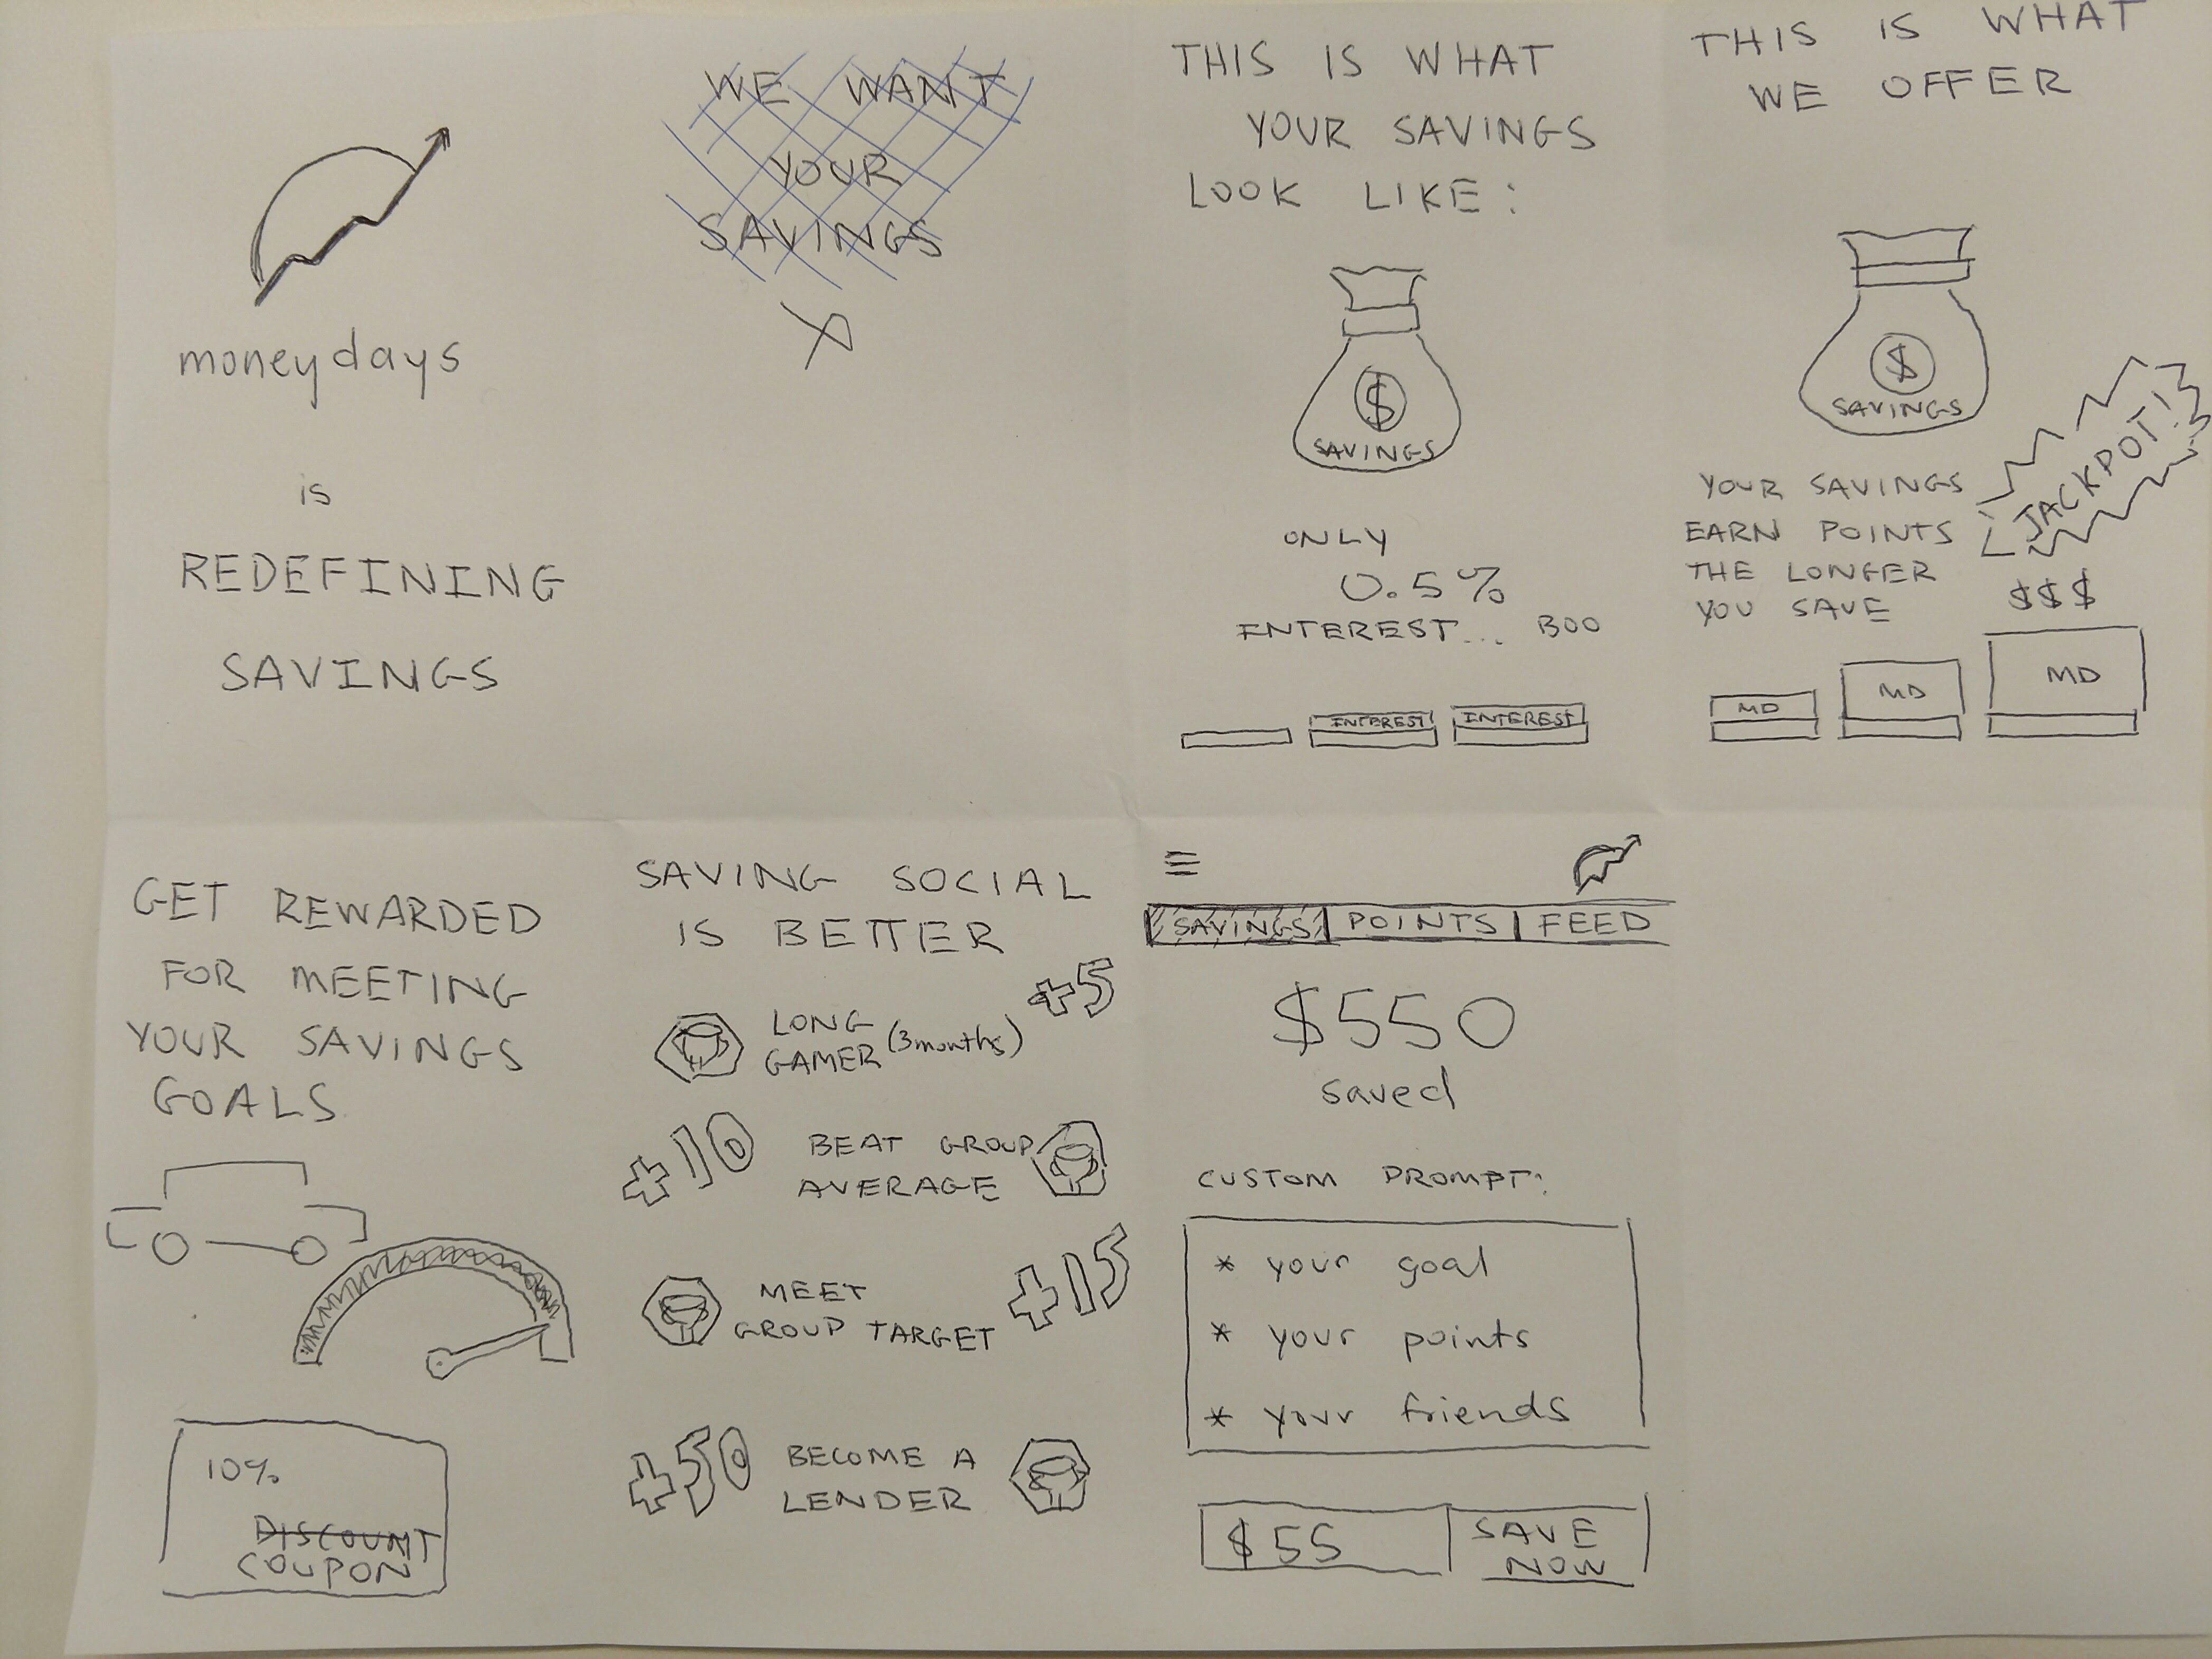 moneydays
is
REDEFINING
SAVINGS
WE WANT
YOUR
SAVINGS
THIS IS WHAT
YOUR SAVINGS
LOOK LIKE:
$
SAVINGS
ONLY
0.5%
INTEREST... BOO
INTEREST INTEREST
THIS IS WHAT
WE OFFER
$
SAVINGS
JACKPOT!
YOUR SAVINGS
EARN POINTS
THE LONGER
YOU SAVE
$$$
MD MD MD
GET REWARDED
FOR MEETING
YOUR SAVINGS
GOALS
10%
DISCOUNT
COUPON
SAVING SOCIAL
IS BETTER
LONG
GAMER (3months) +5
+10 BEAT GROUP
AVERAGE
MEET
GROUP TARGET +15
+50 BECOME A
LENDER
SAVINGS POINTS FEED
$550
saved
CUSTOM PROMPT:
* your goal
* your points
* your friends
$55 SAVE
NOW